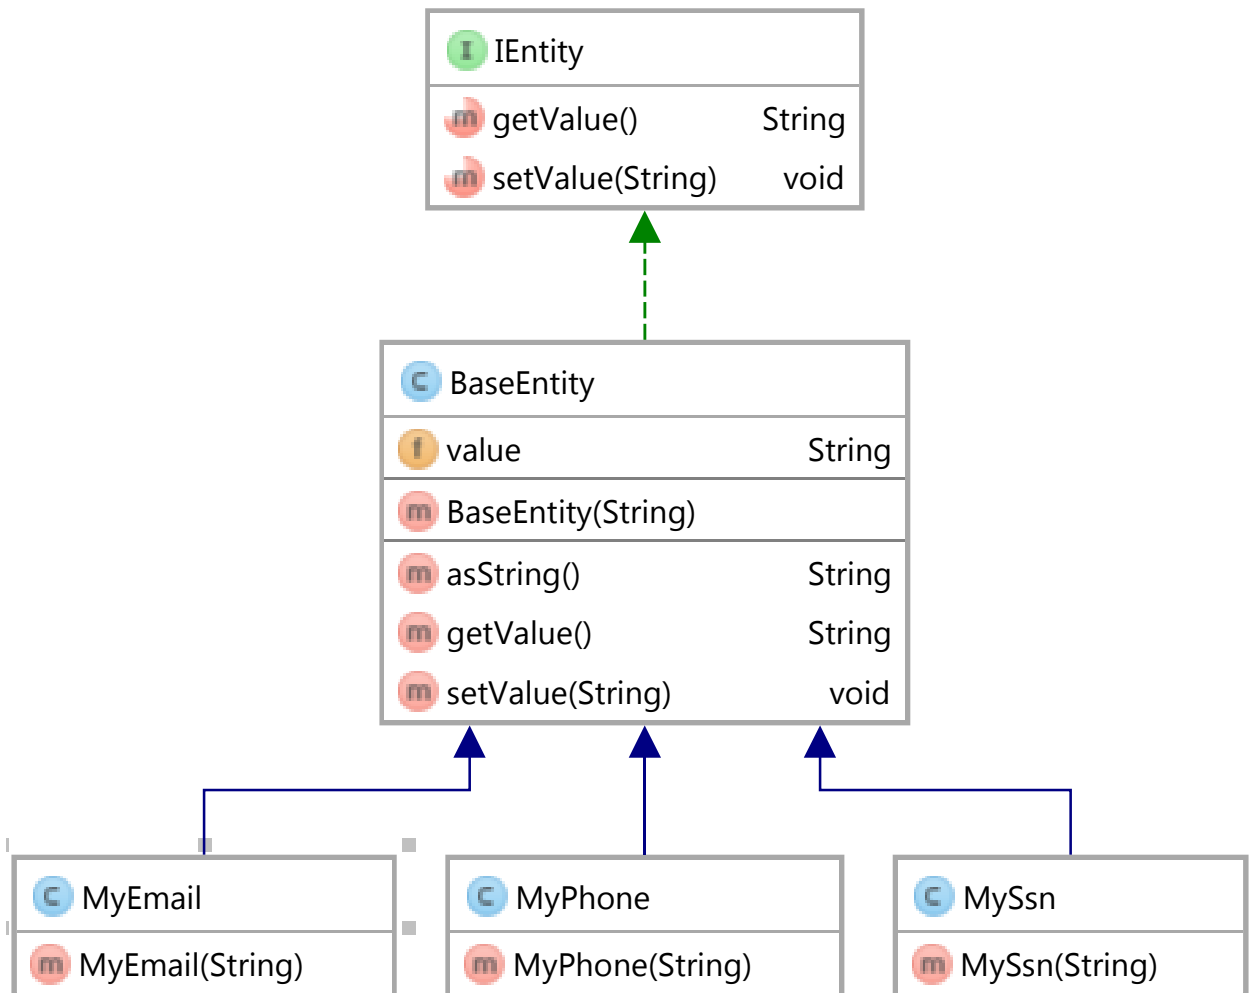 I IEntity
m getValue() String
m setValue(String) void
C BaseEntity
f value String
m BaseEntity(String)
m asString() String
m getValue() String
m setValue(String) void
C MyEmail
m MyEmail(String)
C MyPhone
m MyPhone(String)
C MySsn
m MySsn(String)